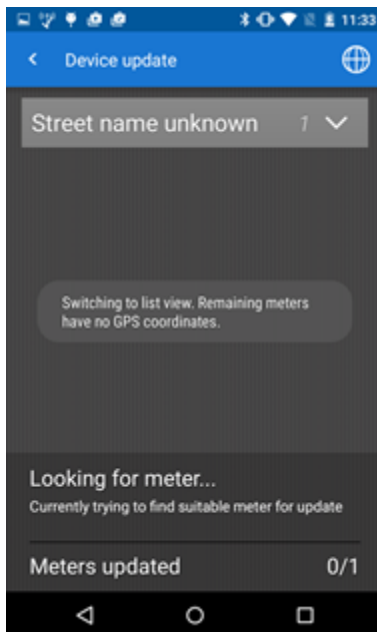 11:33
Device update
Street name unknown 1
Switching to list view. Remaining meters
have no GPS coordinates.
Looking for meter...
Currently trying to find suitable meter for update
Meters updated 0/1